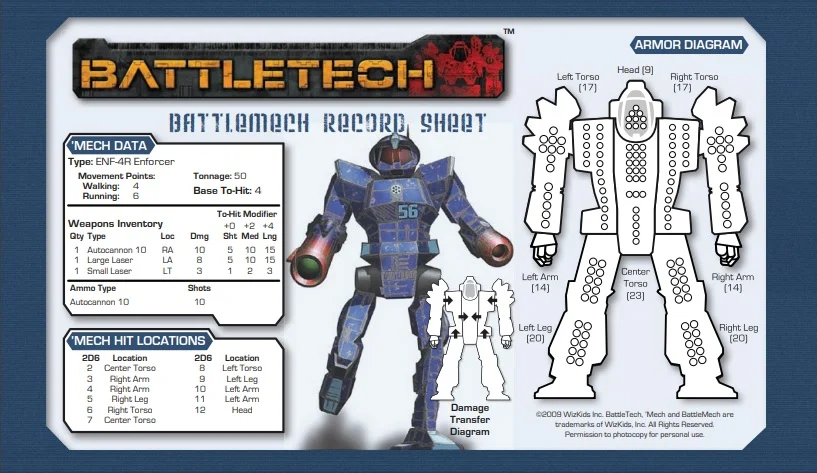 BATTLETECH™
BATTLEMECH RECORD SHEET
'MECH DATA
Type: ENF-4R Enforcer
Movement Points: Tonnage: 50
Walking: 4 Base To-Hit: 4
Running: 6
To-Hit Modifier
Weapons Inventory +0 +2 +4
Qty Type Loc Dmg Sht Med Lng
1 Autocannon 10 RA 10 5 10 15
1 Large Laser LA 8 5 10 15
1 Small Laser LT 3 1 2 3
Ammo Type Shots
Autocannon 10 10
'MECH HIT LOCATIONS
2D6 Location 2D6 Location
2 Center Torso 8 Left Torso
3 Right Arm 9 Left Leg
4 Right Arm 10 Left Arm
5 Right Leg 11 Left Arm
6 Right Torso 12 Head
7 Center Torso
56
Damage
Transfer
Diagram
ARMOR DIAGRAM
Head (9)
Left Torso
(17)
Right Torso
(17)
Left Arm
(14)
Center
Torso
(23)
Right Arm
(14)
Left Leg
(20)
Right Leg
(20)
©2009 WizKids Inc. BattleTech, 'Mech and BattleMech are
trademarks of WizKids, Inc. All Rights Reserved.
Permission to photocopy for personal use.